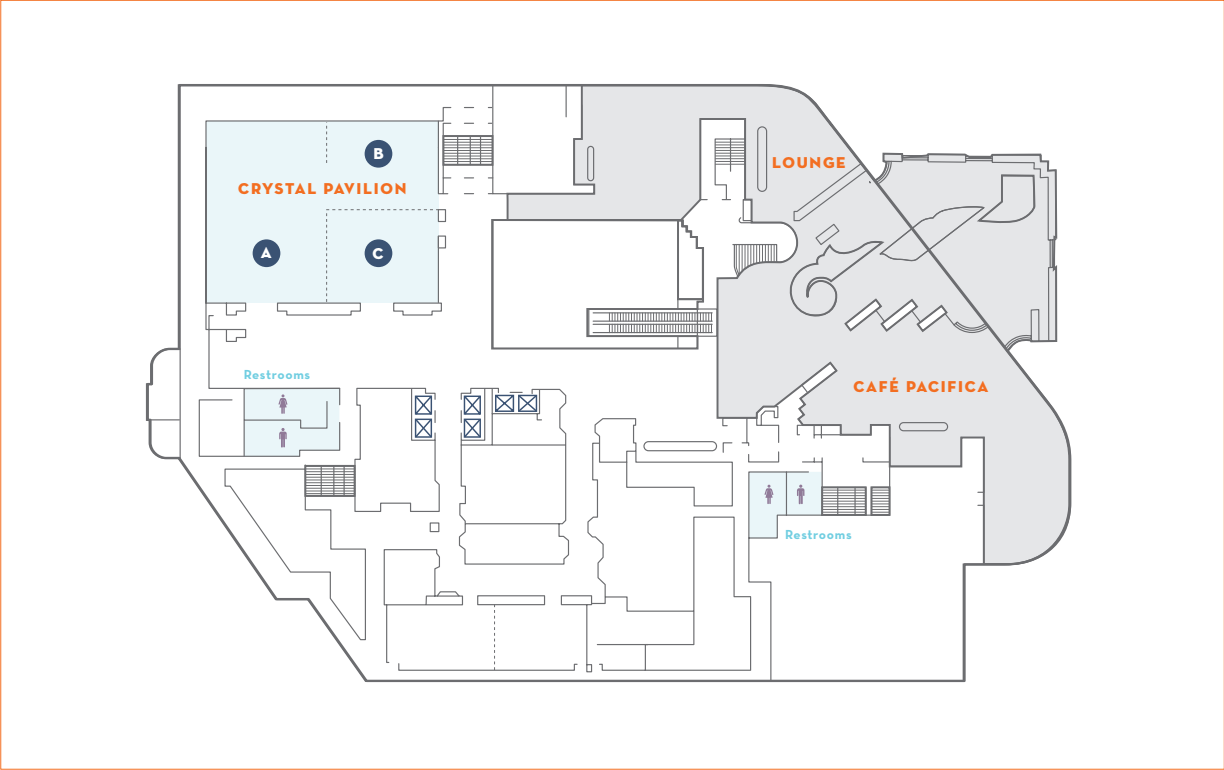 LOUNGE
B
CRYSTAL PAVILION
A
C
Restrooms
CAFÉ PACIFICA
Restrooms